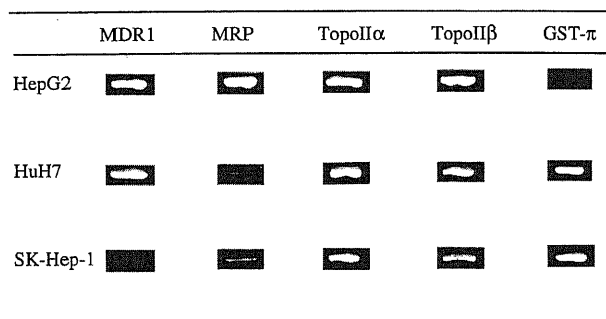 MDR1 MRP TopoIIα TopoIIβ GST-π
HepG2
HuH7
SK-Hep-1